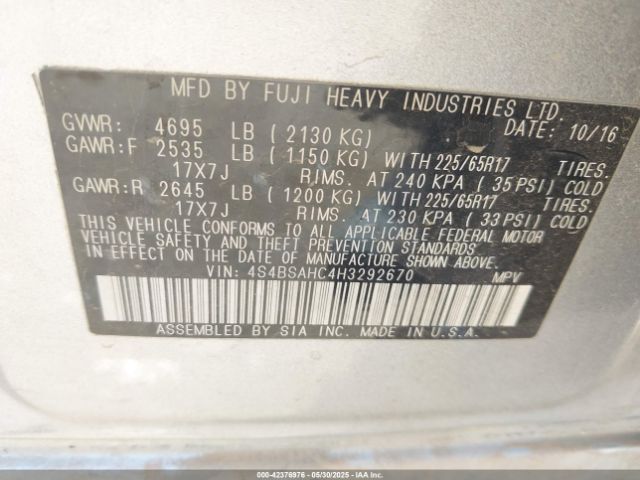 MFD BY FUJI HEAVY INDUSTRIES LTD.
GVWR: 4695 LB ( 2130 KG) DATE: 10/16
GAWR:F 2535 LB ( 1150 KG) WITH 225/65R17 TIRES.
17X7J RIMS. AT 240 KPA ( 35 PSI) COLD
GAWR:R 2645 LB ( 1200 KG) WITH 225/65R17 TIRES.
17X7J RIMS. AT 230 KPA ( 33 PSI) COLD
THIS VEHICLE CONFORMS TO ALL APPLICABLE FEDERAL MOTOR
VEHICLE SAFETY AND THEFT PREVENTION STANDARDS
IN EFFECT ON THE DATE OF MANUFACTURE SHOWN ABOVE.
VIN: 4S4BSAHC4H3292670 MPV
ASSEMBLED BY SIA INC. MADE IN U.S.A.
000-42376976 - 05/30/2025 - IAAI.COM